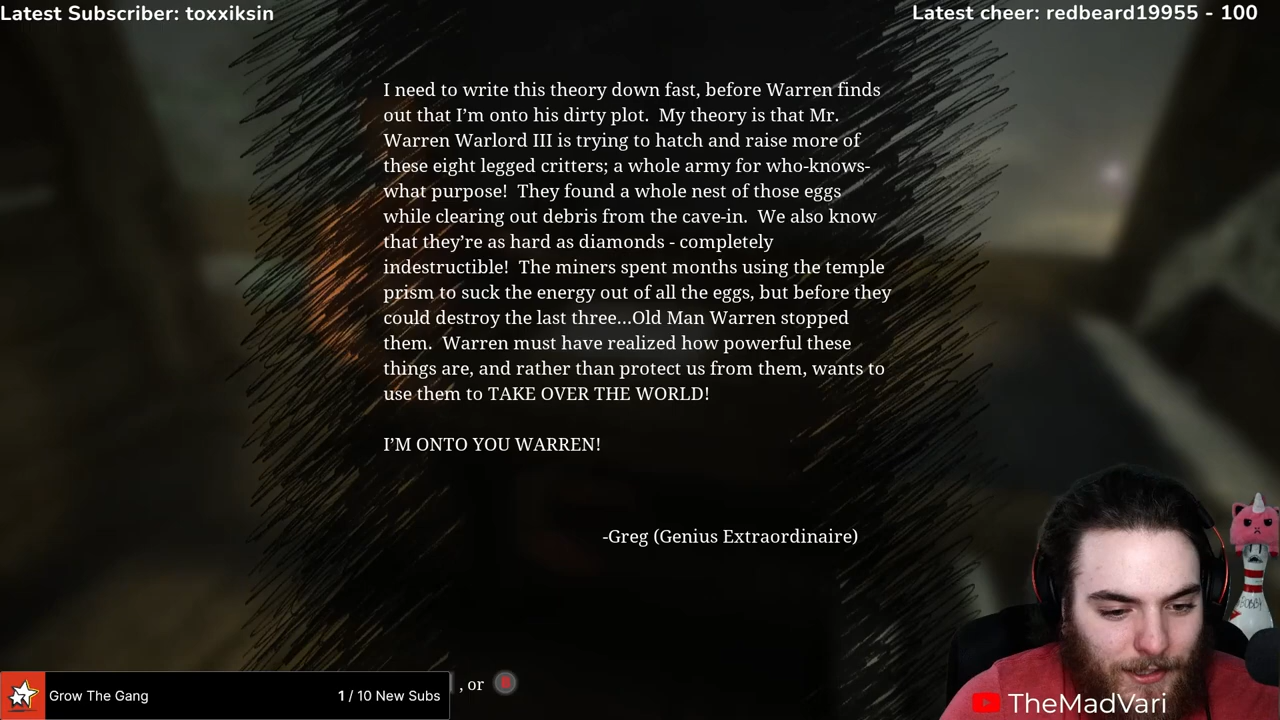 Latest Subscriber: toxxiksin
Latest cheer: redbeard19955 - 100
I need to write this theory down fast, before Warren finds
out that I’m onto his dirty plot.  My theory is that Mr.
Warren Warlord III is trying to hatch and raise more of
these eight legged critters; a whole army for who-knows-
what purpose!  They found a whole nest of those eggs
while clearing out debris from the cave-in.  We also know
that they’re as hard as diamonds - completely
indestructible!  The miners spent months using the temple
prism to suck the energy out of all the eggs, but before they
could destroy the last three...Old Man Warren stopped
them.  Warren must have realized how powerful these
things are, and rather than protect us from them, wants to
use them to TAKE OVER THE WORLD!
I’M ONTO YOU WARREN!
-Greg (Genius Extraordinaire)
BOBBY
, or B
Grow The Gang
1 / 10 New Subs
TheMadVari